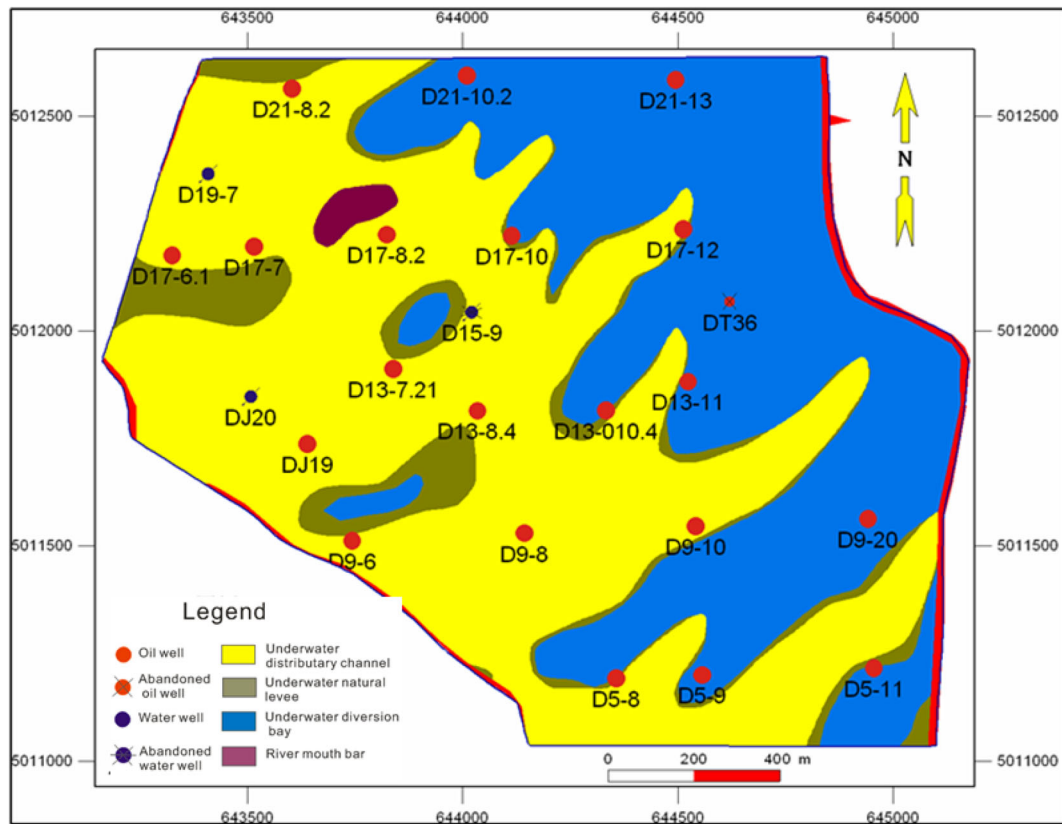 643500 644000 644500 645000
D21-8.2
D21-10.2
D21-13
5012500
5012500
N
D19-7
D17-6.1
D17-7
D17-8.2
D17-10
D17-12
5012000
5012000
D15-9
DT36
D13-7.21
D13-11
DJ20
D13-8.4
D13-010.4
DJ19
5011500
5011500
D9-6
D9-8
D9-10
D9-20
Legend
Oil well
Underwater
distributary channel
Abandoned
oil well
Underwater natural
levee
Water well
Underwater diversion
bay
Abandoned
water well
River mouth bar
D5-8
D5-9
D5-11
5011000
5011000
0 200 400 m
643500 644000 644500 645000